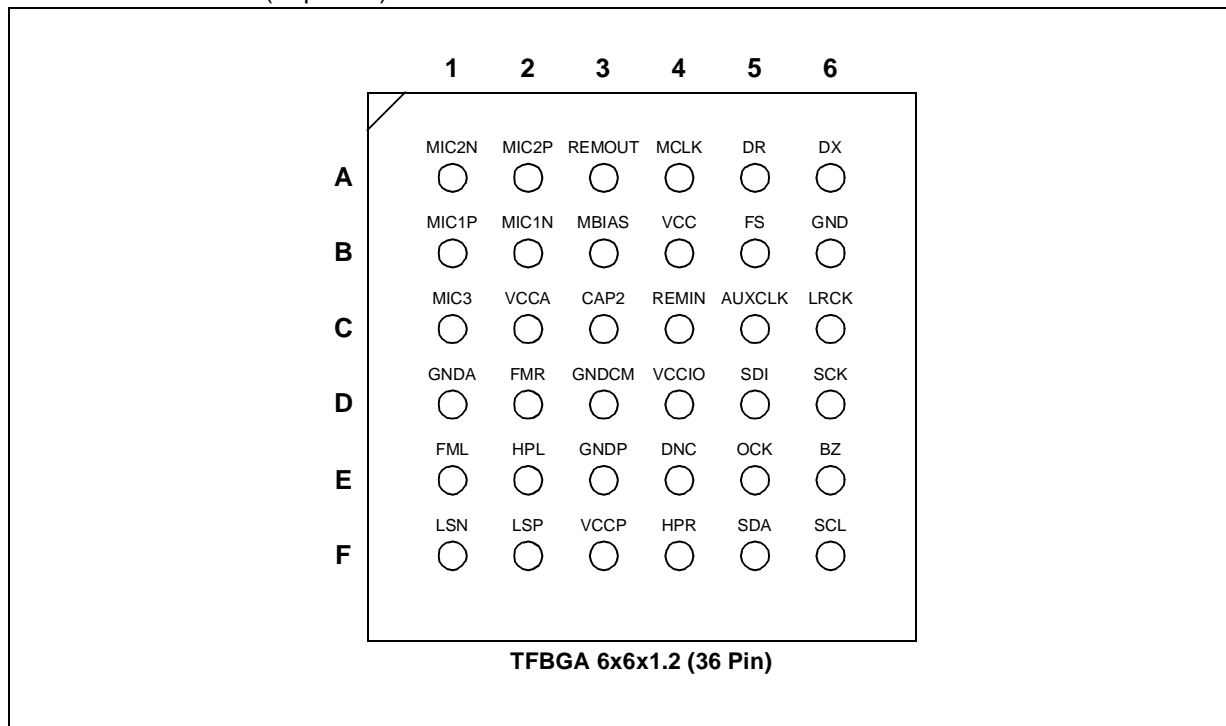 1 2 3 4 5 6
MIC2N MIC2P REMOUT MCLK DR DX
A
MIC1P MIC1N MBIAS VCC FS GND
B
MIC3 VCCA CAP2 REMIN AUXCLK LRCK
C
GNDA FMR GNDCM VCCIO SDI SCK
D
FML HPL GNDP DNC OCK BZ
E
LSN LSP VCCP HPR SDA SCL
F
TFBGA 6x6x1.2 (36 Pin)